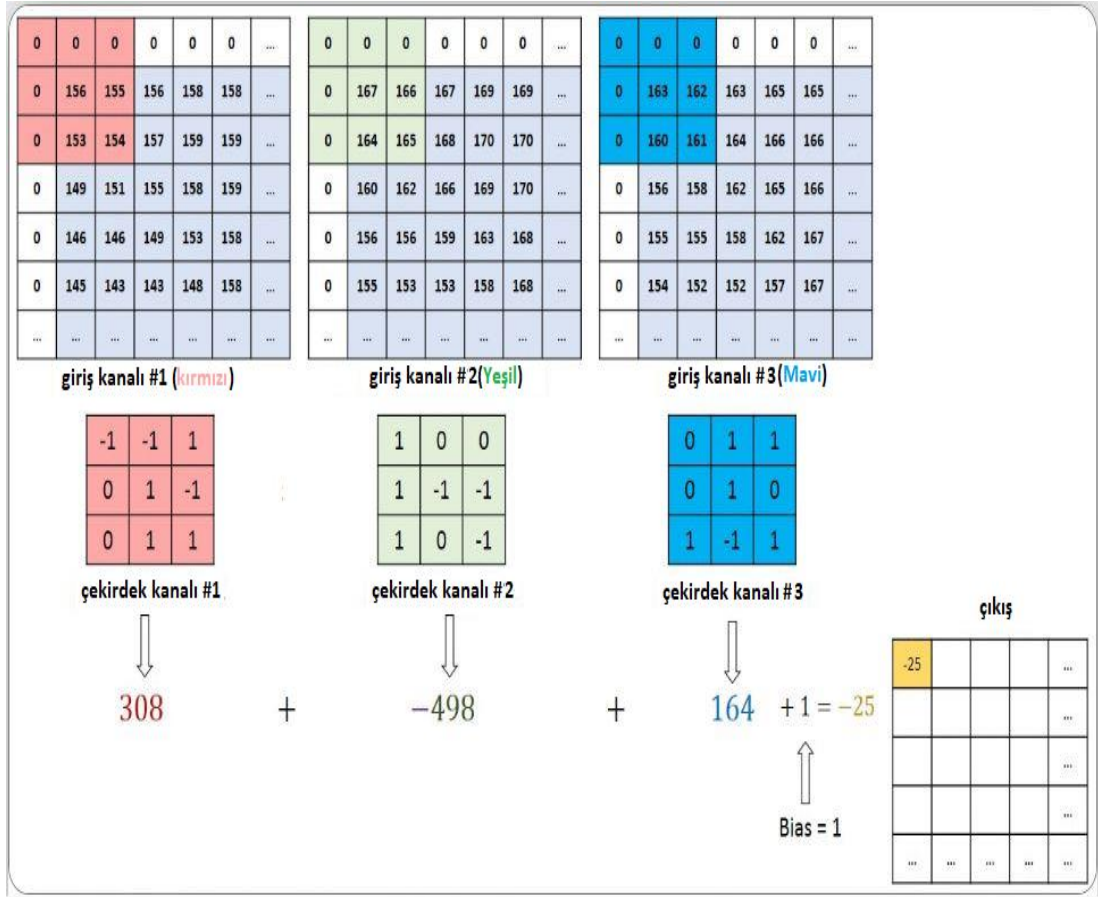 0 0 0 0 0 0 ... 0 0 0 0 0 0 ... 0 0 0 0 0 0 ...
0 156 155 156 158 158 ... 0 167 166 167 169 169 ... 0 163 162 163 165 165 ...
0 153 154 157 159 159 ... 0 164 165 168 170 170 ... 0 160 161 164 166 166 ...
0 149 151 155 158 159 ... 0 160 162 166 169 170 ... 0 156 158 162 165 166 ...
0 146 146 149 153 158 ... 0 156 156 159 163 168 ... 0 155 155 158 162 167 ...
0 145 143 143 148 158 ... 0 155 153 153 158 168 ... 0 154 152 152 157 167 ...
... ... ... ... ... ... ... ... ... ... ... ... ... ... ... ... ... ... ... ... ...
giriş kanalı #1 (kırmızı) giriş kanalı #2(Yeşil) giriş kanalı #3(Mavi)
-1 -1 1 1 0 0 0 1 1
0 1 -1 1 -1 -1 0 1 0
0 1 1 1 0 -1 1 -1 1
çekirdek kanalı #1 çekirdek kanalı #2 çekirdek kanalı #3
308 + −498 + 164 + 1 = −25
Bias = 1
çıkış
-25 ...
...
...
...
... ... ... ... ...